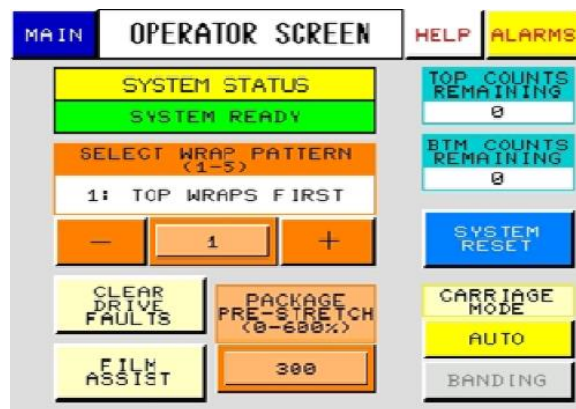 MAIN
OPERATOR SCREEN
HELP
ALARMS
SYSTEM STATUS
SYSTEM READY
SELECT WRAP PATTERN
(1-5)
1: TOP WRAPS FIRST
-
1
+
CLEAR
DRIVE
FAULTS
PACKAGE
PRE-STRETCH
(0-600%)
FILM
ASSIST
300
TOP COUNTS
REMAINING
0
BTM COUNTS
REMAINING
0
SYSTEM
RESET
CARRIAGE
MODE
AUTO
BANDING